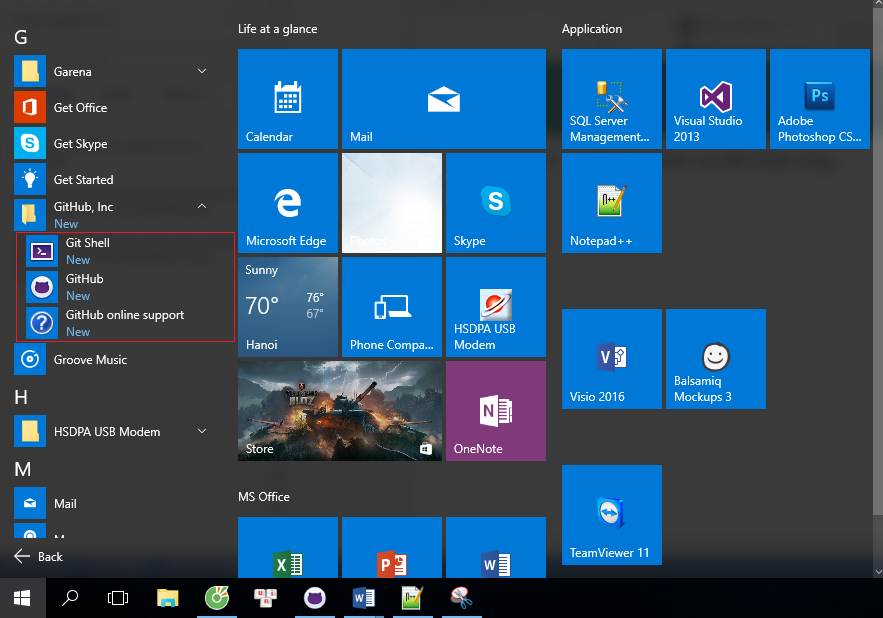 G
Garena
Get Office
Get Skype
Get Started
GitHub, Inc
New
Git Shell
New
GitHub
New
GitHub online support
New
Groove Music
H
HSDPA USB Modem
M
Mail
Back
Life at a glance
Calendar
Mail
Microsoft Edge
Photos
Skype
Sunny
70°
76°
67°
Hanoi
Phone Compa...
HSDPA USB
Modem
Store
OneNote
MS Office
Application
SQL Server
Management...
Visual Studio
2013
Ps
Adobe
Photoshop CS...
Notepad++
Visio 2016
Balsamiq
Mockups 3
TeamViewer 11